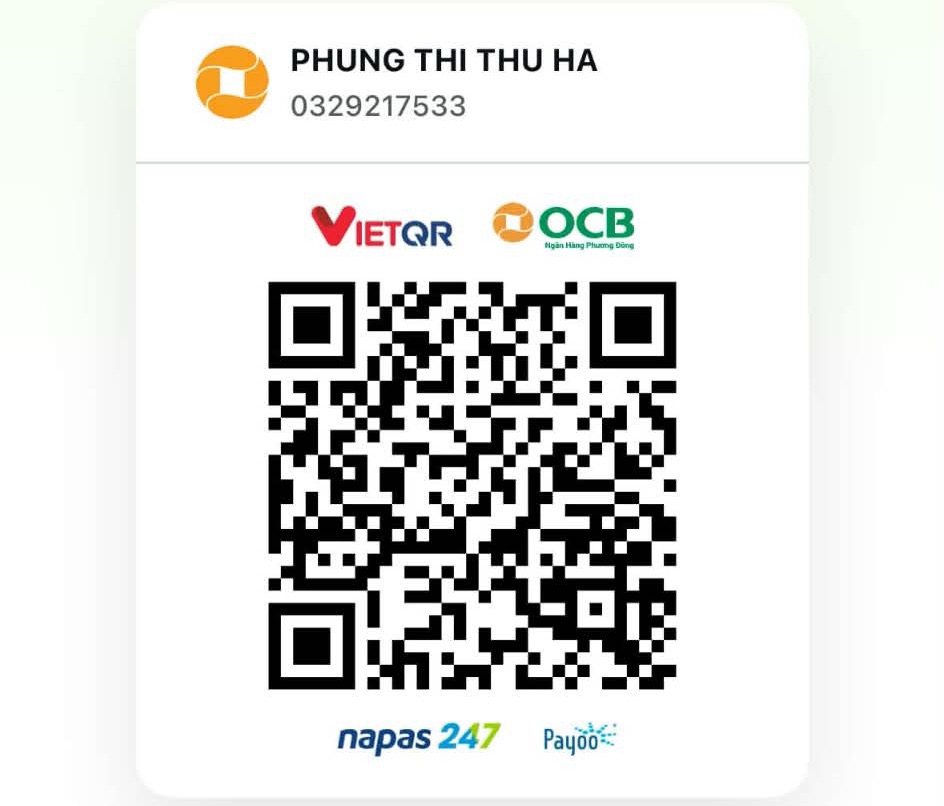 PHUNG THI THU HA
0329217533
VIETQR OCB
Ngân Hàng Phương Đông
napas 247 Payoo